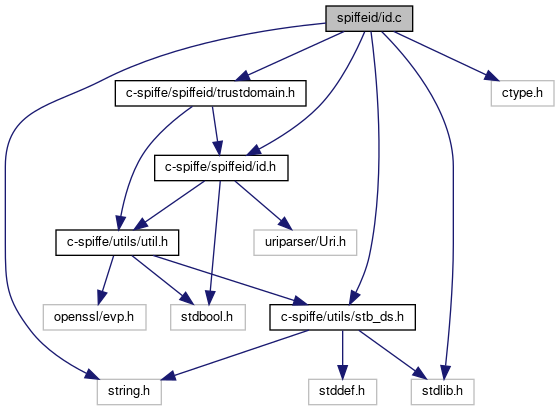 spiffeid/id.c
c-spiffe/spiffeid/trustdomain.h
ctype.h
c-spiffe/spiffeid/id.h
c-spiffe/utils/util.h
uriparser/Uri.h
openssl/evp.h
stdbool.h
c-spiffe/utils/stb_ds.h
string.h
stddef.h
stdlib.h